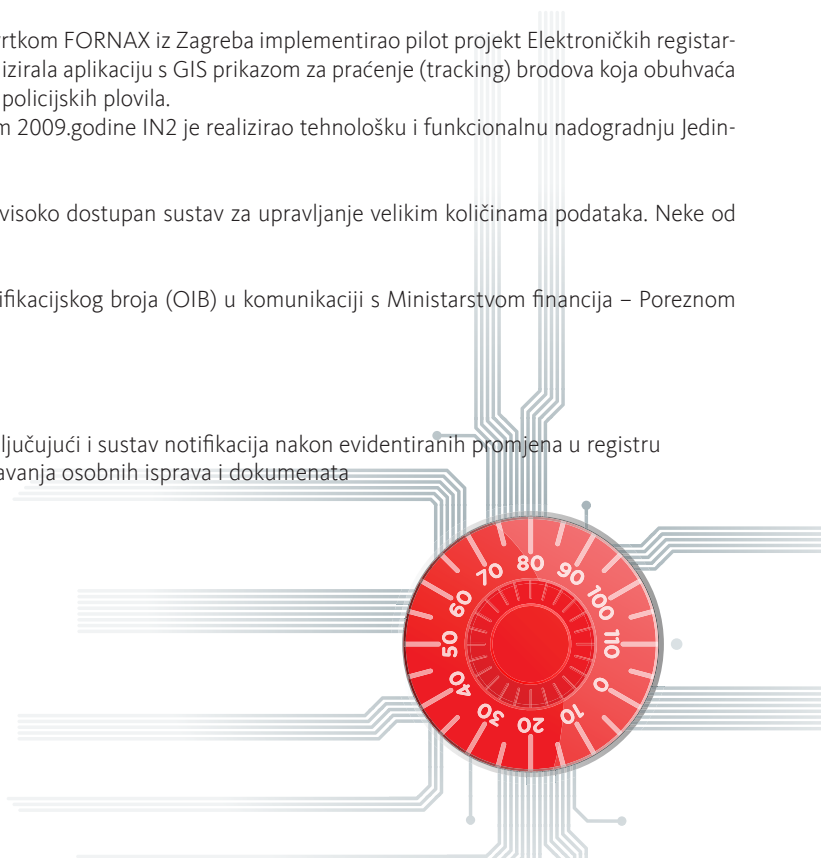 vrtkom FORNAX iz Zagreba implementirao pilot projekt Elektroničkih registar-
lizirala aplikaciju s GIS prikazom za praćenje (tracking) brodova koja obuhvaća
policijskih plovila.
m 2009.godine IN2 je realizirao tehnološku i funkcionalnu nadogradnju Jedin-
visoko dostupan sustav za upravljanje velikim količinama podataka. Neke od
ifikacijskog broja (OIB) u komunikaciji s Ministarstvom financija – Poreznom
ljučujući i sustav notifikacija nakon evidentiranih promjena u registru
avanja osobnih isprava i dokumenata
80
70
90
60
100
50
110
40
0
30
10
20